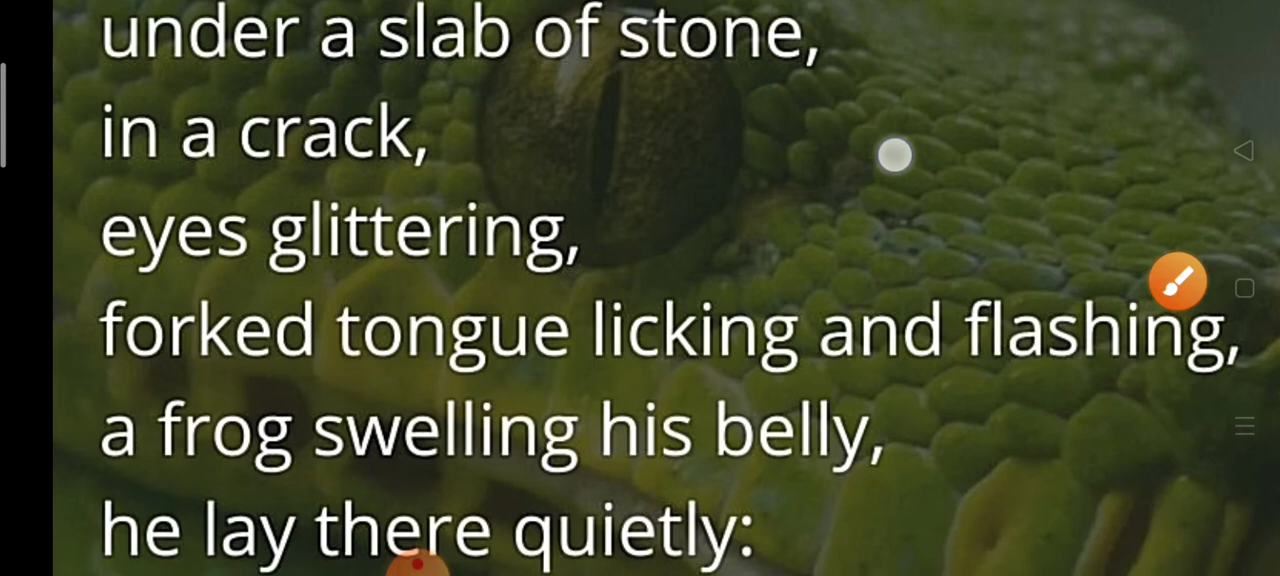 under a slab of stone,
in a crack,
eyes glittering,
forked tongue licking and flashing,
a frog swelling his belly,
he lay there quietly: